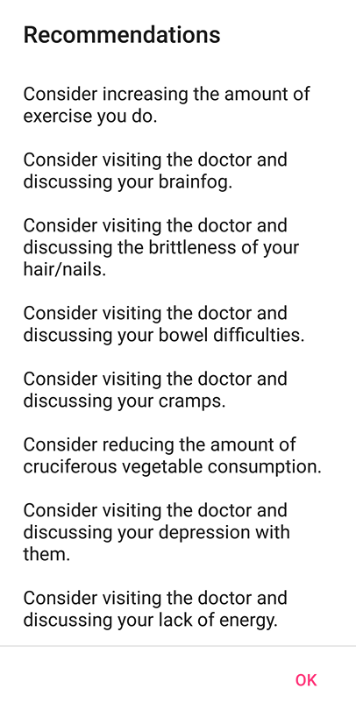 Recommendations
Consider increasing the amount of
exercise you do.
Consider visiting the doctor and
discussing your brainfog.
Consider visiting the doctor and
discussing the brittleness of your
hair/nails.
Consider visiting the doctor and
discussing your bowel difficulties.
Consider visiting the doctor and
discussing your cramps.
Consider reducing the amount of
cruciferous vegetable consumption.
Consider visiting the doctor and
discussing your depression with
them.
Consider visiting the doctor and
discussing your lack of energy.
OK